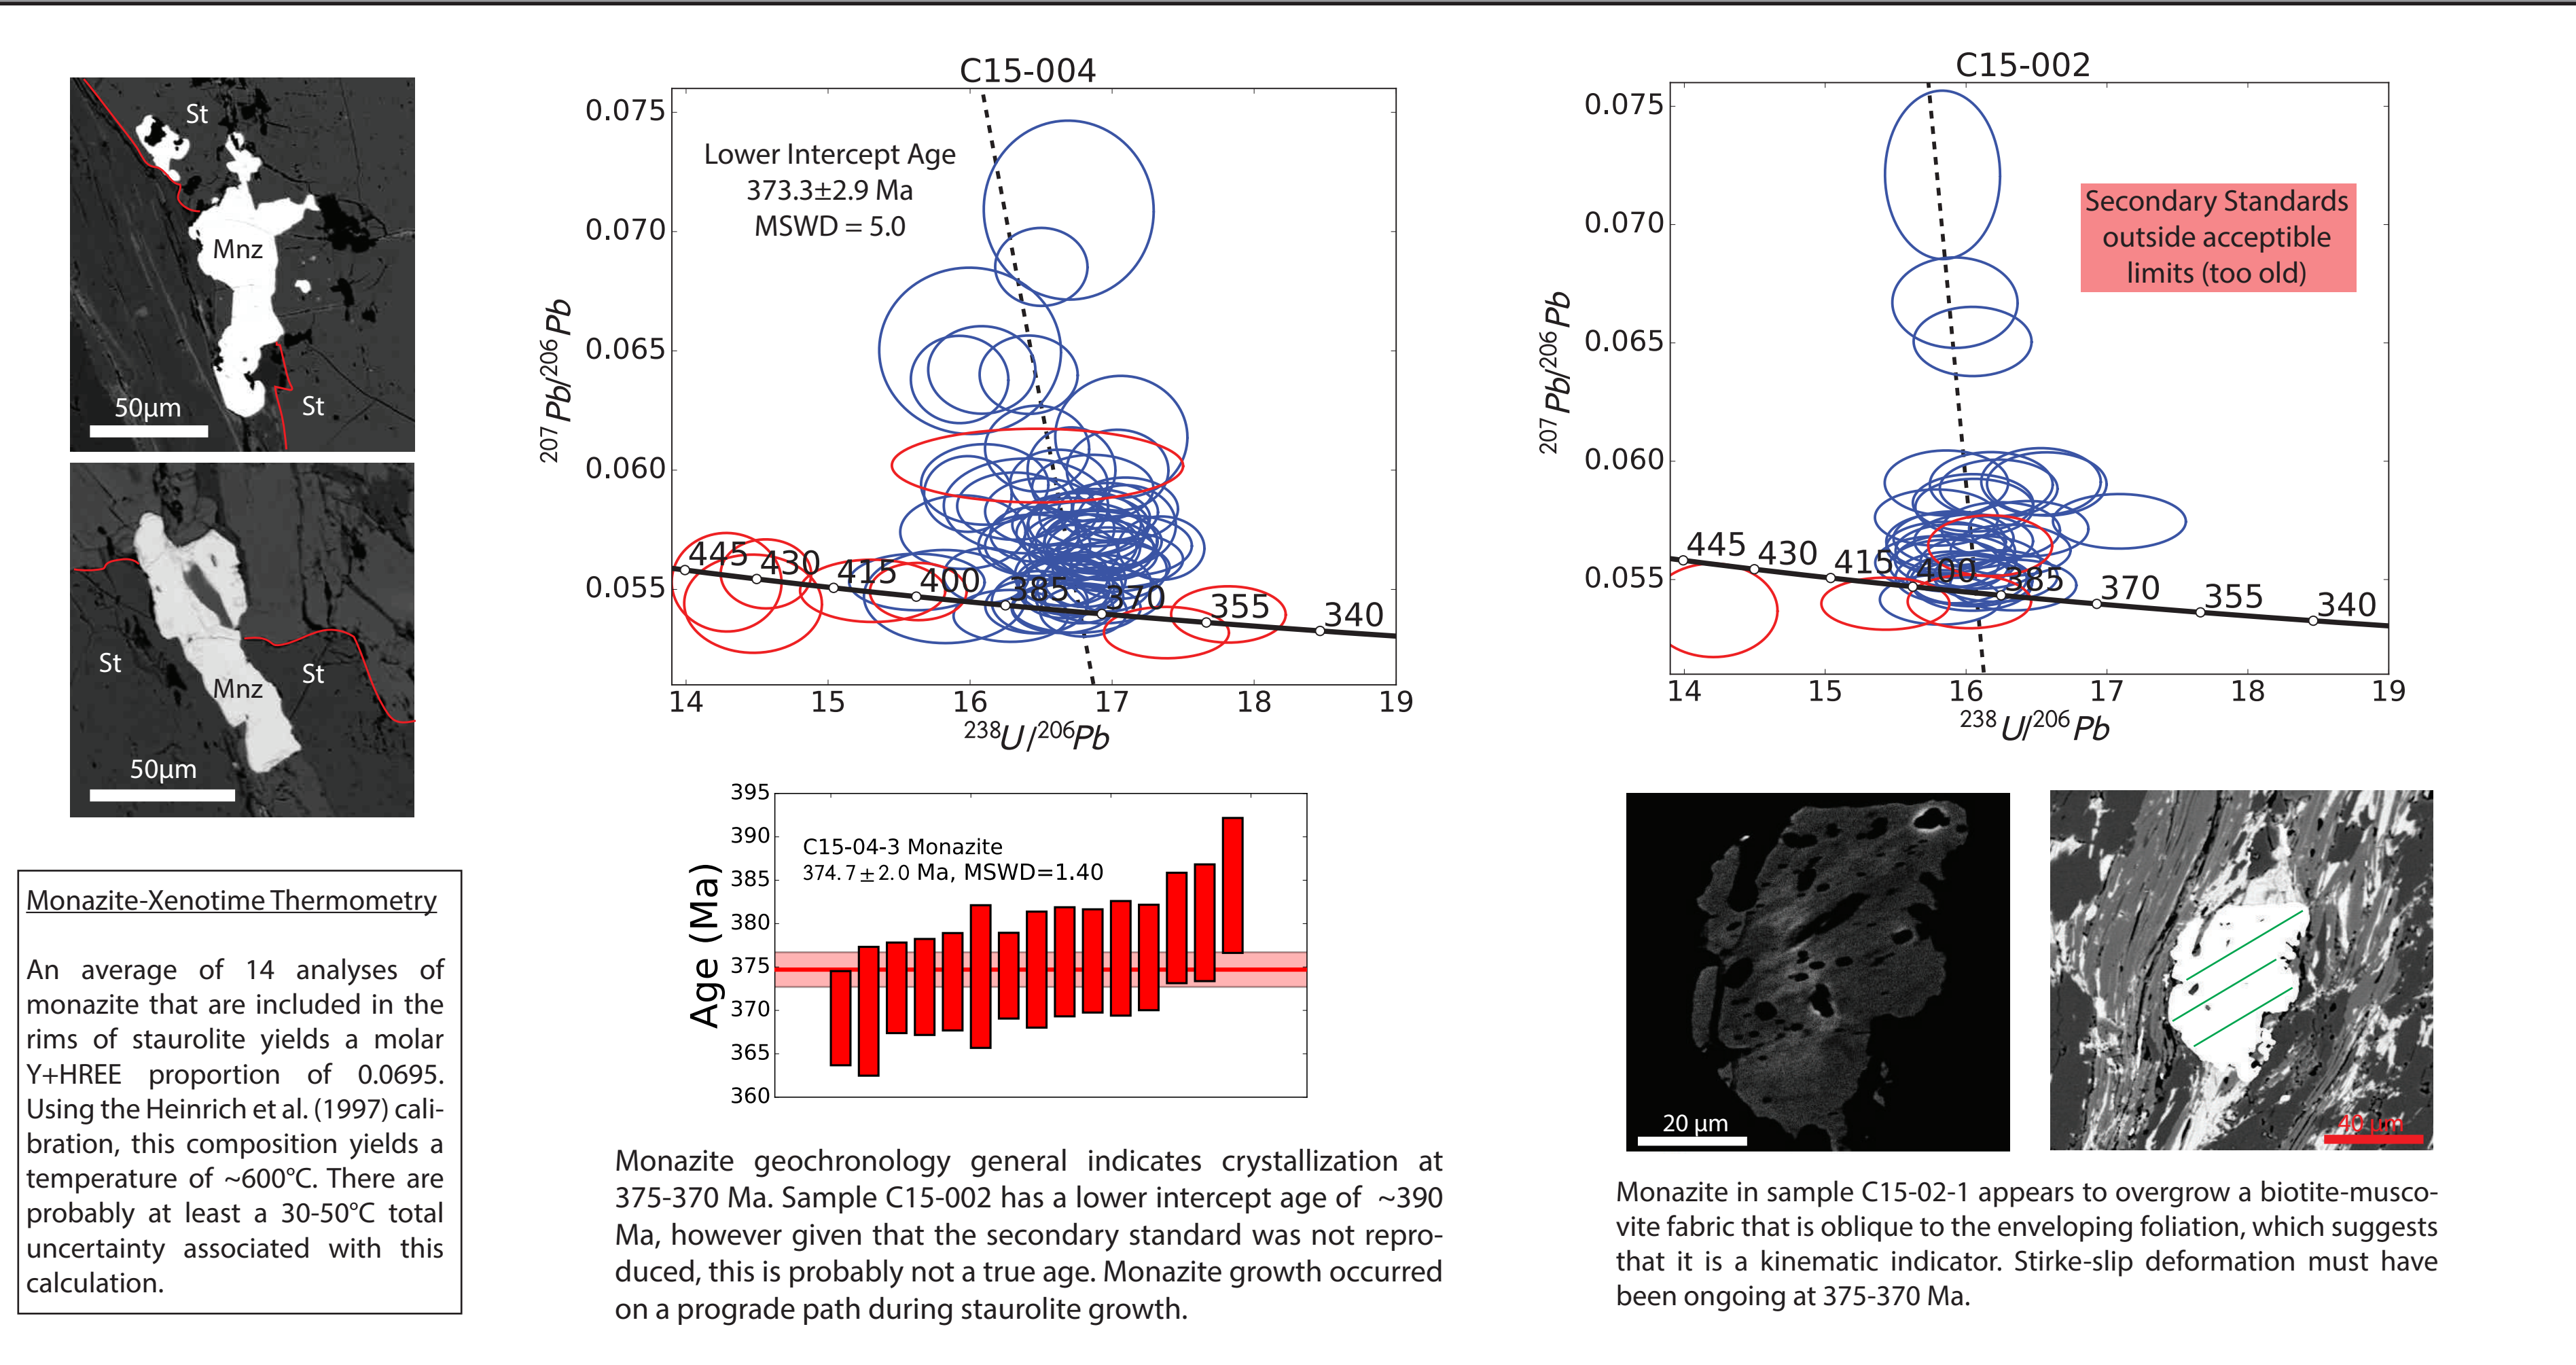 St
Mnz
50µm
St
St
St
Mnz
50µm
Monazite-Xenotime Thermometry
An average of 14 analyses of
monazite that are included in the
rims of staurolite yields a molar
Y+HREE proportion of 0.0695.
Using the Heinrich et al. (1997) cali-
bration, this composition yields a
temperature of ~600°C. There are
probably at least a 30-50°C total
uncertainty associated with this
calculation.
C15-004
Lower Intercept Age
373.3±2.9 Ma
MSWD = 5.0
0.075
0.070
0.065
0.060
0.055
207Pb/206Pb
445 430 415 400 385 370 355 340
14 15 16 17 18 19
238U/206Pb
395
390
385
380
375
370
365
360
Age (Ma)
C15-04-3 Monazite
374.7±2.0 Ma, MSWD=1.40
Monazite geochronology general indicates crystallization at
375-370 Ma. Sample C15-002 has a lower intercept age of ~390
Ma, however given that the secondary standard was not repro-
duced, this is probably not a true age. Monazite growth occurred
on a prograde path during staurolite growth.
C15-002
Secondary Standards
outside acceptible
limits (too old)
0.075
0.070
0.065
0.060
0.055
207Pb/206Pb
445 430 415 400 385 370 355 340
14 15 16 17 18 19
238U/206Pb
20 µm
40 µm
Monazite in sample C15-02-1 appears to overgrow a biotite-musco-
vite fabric that is oblique to the enveloping foliation, which suggests
that it is a kinematic indicator. Stirke-slip deformation must have
been ongoing at 375-370 Ma.